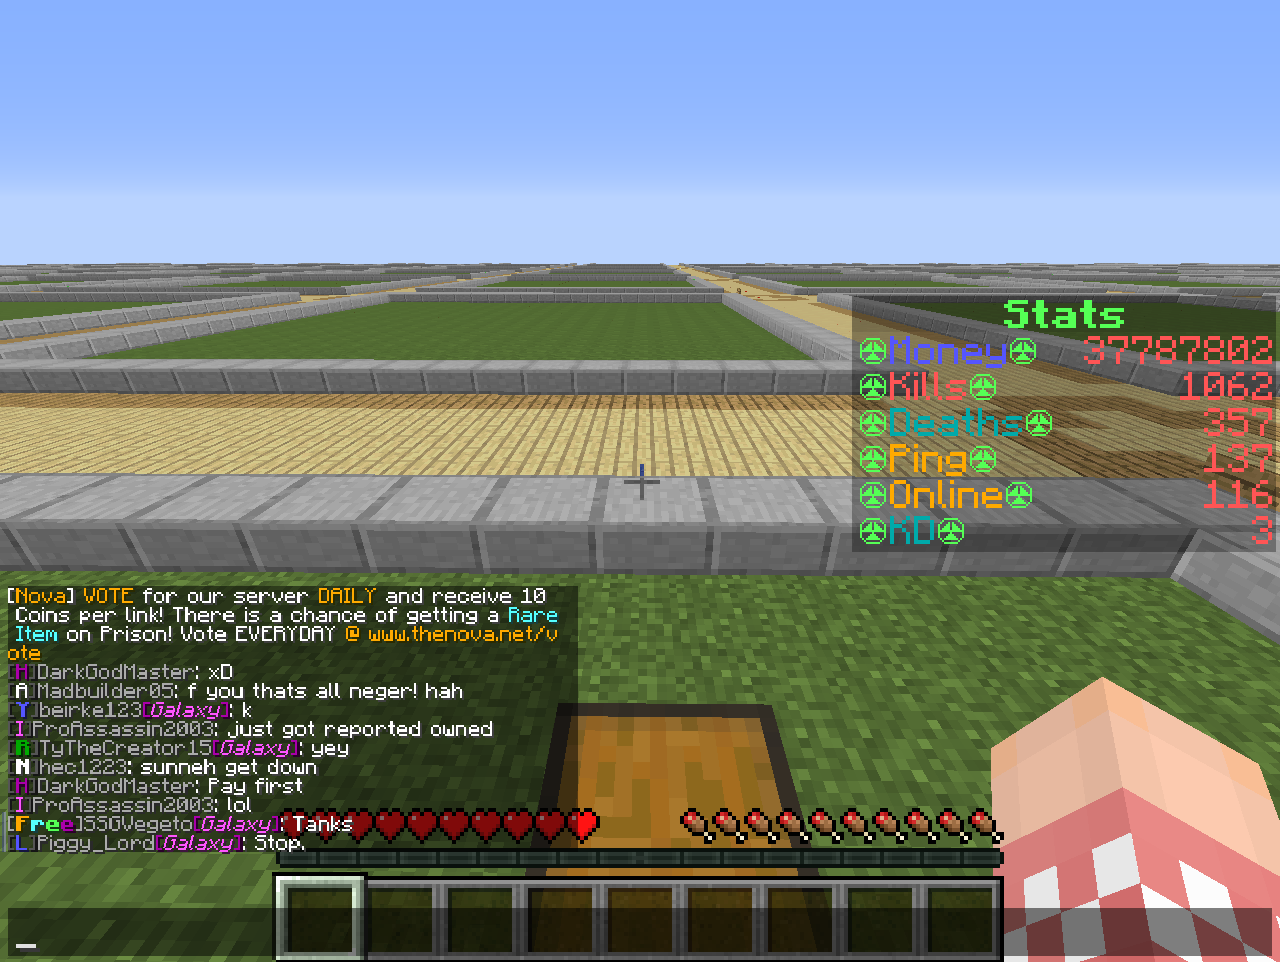 Stats
Money 37787802
Kills 1062
Deaths 357
Ping 137
Online 116
KD 3
[Nova] VOTE for our server DAILY and receive 10
Coins per link! There is a chance of getting a Rare
Item on Prison! Vote EVERYDAY @ www.thenova.net/v
ote
[H]DarkGodMaster: xD
[A]Madbuilder05: f you thats all neger! hah
[Y]beirke123[Galaxy]: k
[I]ProAssassin2003: just got reported owned
[R]TyTheCreator15[Galaxy]: yey
[N]hec1223: sunneh get down
[H]DarkGodMaster: Pay first
[I]ProAssassin2003: lol
[Free]SSGVegeto[Galaxy]: Tanks
[L]Piggy_Lord[Galaxy]: Stop.
_